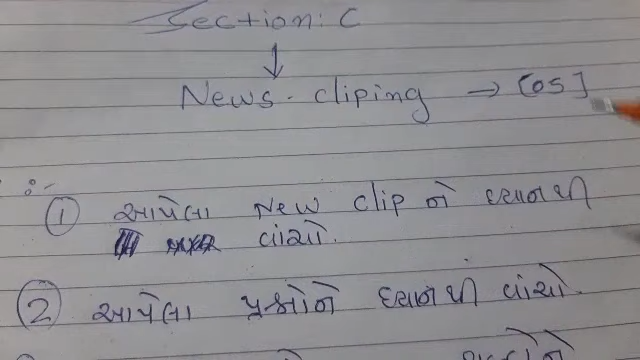 Section: C
↓
News. cliping → [05]
:-
① આપેલા New clip ને ધ્યાનથી
વાંચો.
② આપેલા પ્રશ્નોને ધ્યાનથી વાંચો.